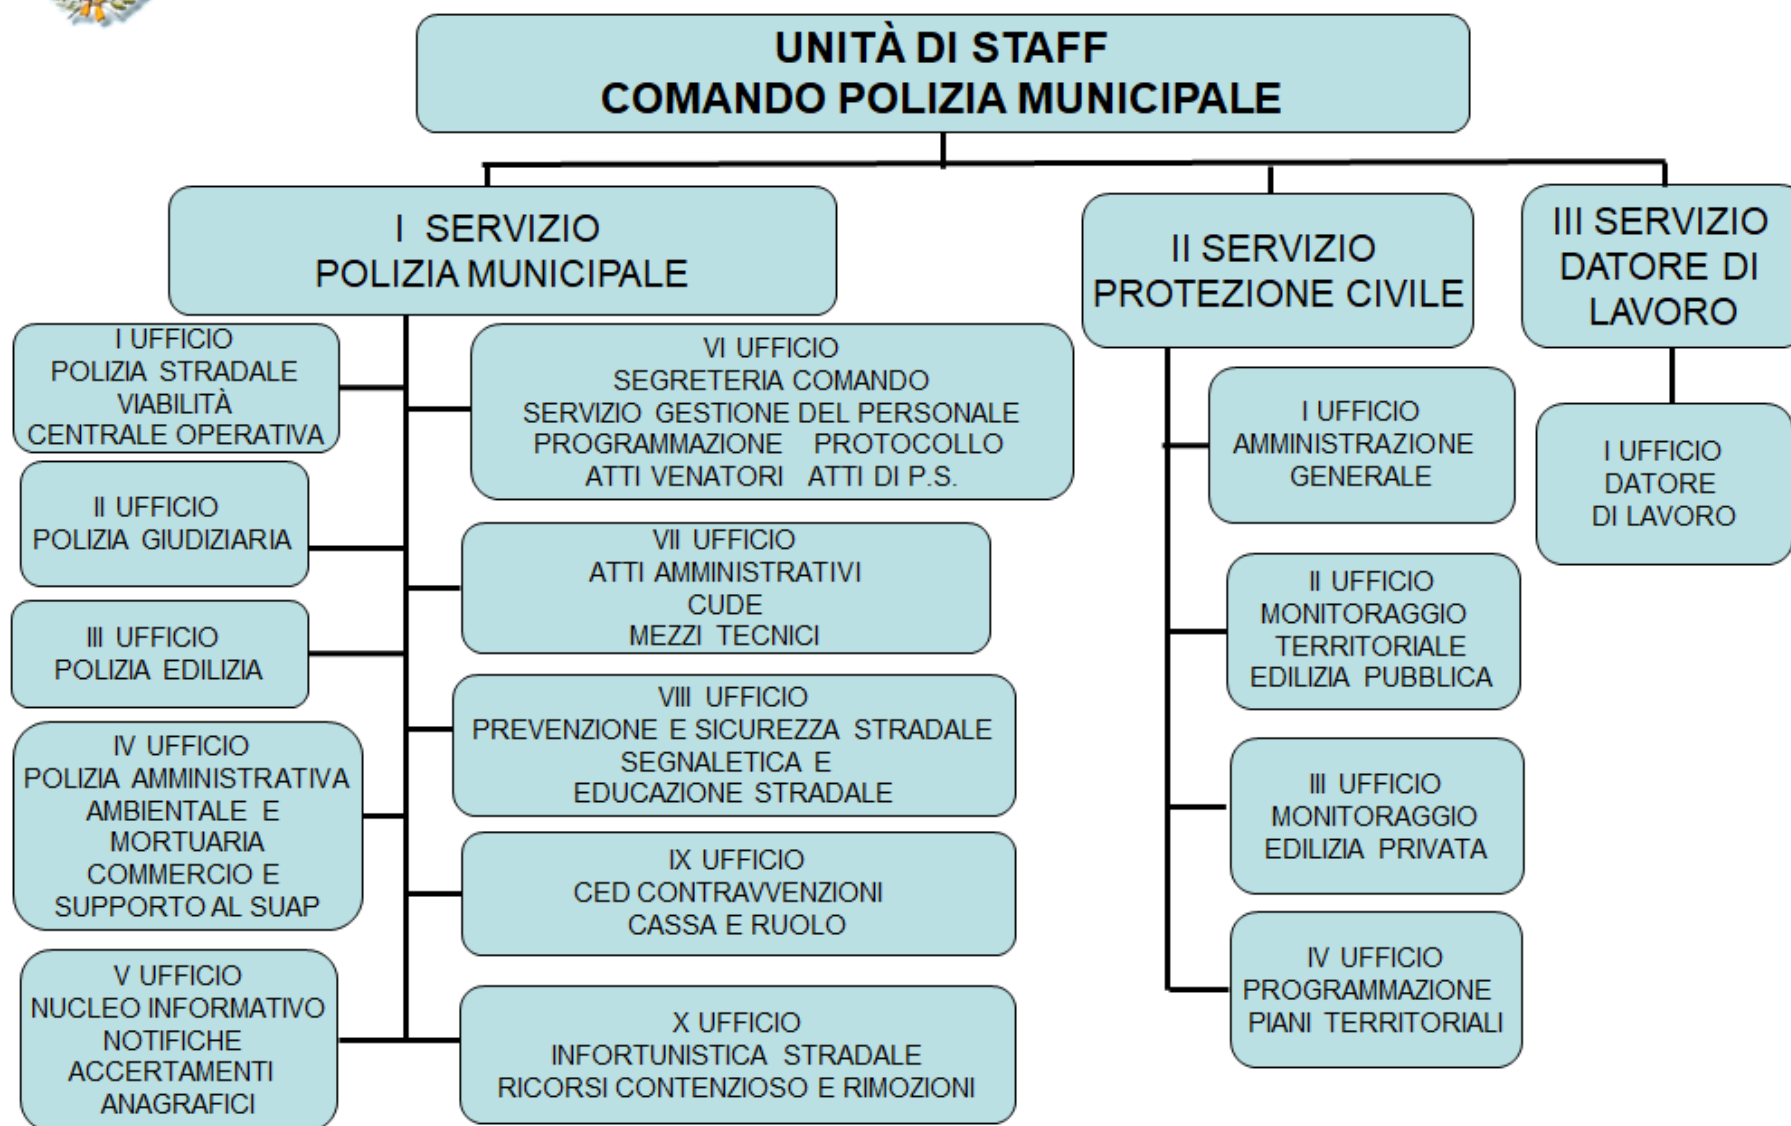 UNITÀ DI STAFF
COMANDO POLIZIA MUNICIPALE
I SERVIZIO
POLIZIA MUNICIPALE
I UFFICIO
POLIZIA STRADALE
VIABILITÀ
CENTRALE OPERATIVA
II UFFICIO
POLIZIA GIUDIZIARIA
III UFFICIO
POLIZIA EDILIZIA
IV UFFICIO
POLIZIA AMMINISTRATIVA
AMBIENTALE E
MORTUARIA
COMMERCIO E
SUPPORTO AL SUAP
V UFFICIO
NUCLEO INFORMATIVO
NOTIFICHE
ACCERTAMENTI
ANAGRAFICI
VI UFFICIO
SEGRETERIA COMANDO
SERVIZIO GESTIONE DEL PERSONALE
PROGRAMMAZIONE PROTOCOLLO
ATTI VENATORI ATTI DI P.S.
VII UFFICIO
ATTI AMMINISTRATIVI
CUDE
MEZZI TECNICI
VIII UFFICIO
PREVENZIONE E SICUREZZA STRADALE
SEGNALETICA E
EDUCAZIONE STRADALE
IX UFFICIO
CED CONTRAVVENZIONI
CASSA E RUOLO
X UFFICIO
INFORTUNISTICA STRADALE
RICORSI CONTENZIOSO E RIMOZIONI
II SERVIZIO
PROTEZIONE CIVILE
I UFFICIO
AMMINISTRAZIONE
GENERALE
II UFFICIO
MONITORAGGIO
TERRITORIALE
EDILIZIA PUBBLICA
III UFFICIO
MONITORAGGIO
EDILIZIA PRIVATA
IV UFFICIO
PROGRAMMAZIONE
PIANI TERRITORIALI
III SERVIZIO
DATORE DI
LAVORO
I UFFICIO
DATORE
DI LAVORO